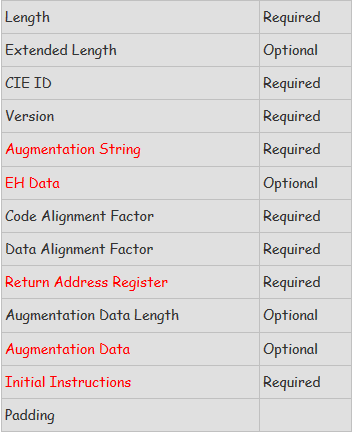 Length Required
Extended Length Optional
CIE ID Required
Version Required
Augmentation String Required
EH Data Optional
Code Alignment Factor Required
Data Alignment Factor Required
Return Address Register Required
Augmentation Data Length Optional
Augmentation Data Optional
Initial Instructions Required
Padding